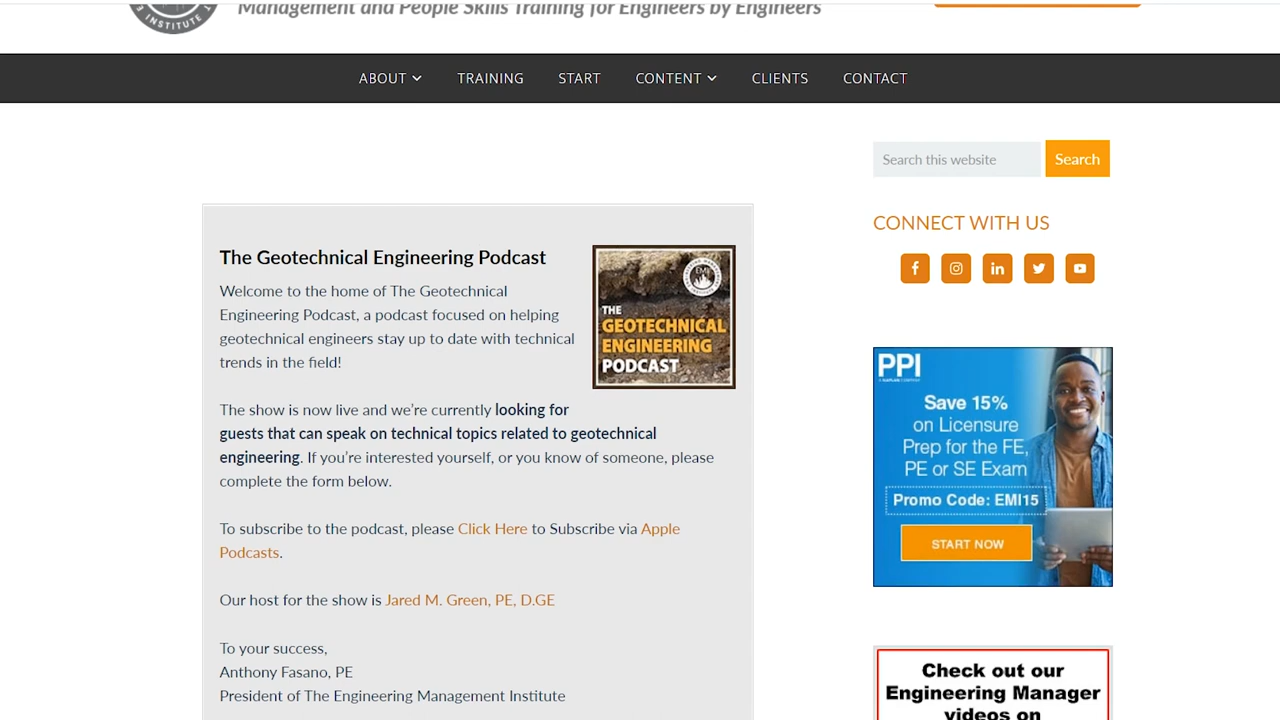 Management and People Skills Training for Engineers by Engineers
INSTITUTE
ABOUT TRAINING START CONTENT CLIENTS CONTACT
Search this website Search
CONNECT WITH US
The Geotechnical Engineering Podcast
Welcome to the home of The Geotechnical
Engineering Podcast, a podcast focused on helping
geotechnical engineers stay up to date with technical
trends in the field!
EMI
THE
GEOTECHNICAL
ENGINEERING
PODCAST
The show is now live and we're currently looking for
guests that can speak on technical topics related to geotechnical
engineering. If you're interested yourself, or you know of someone, please
complete the form below.
To subscribe to the podcast, please Click Here to Subscribe via Apple
Podcasts.
Our host for the show is Jared M. Green, PE, D.GE
To your success,
Anthony Fasano, PE
President of The Engineering Management Institute
PPI
Save 15%
on Licensure
Prep for the FE,
PE or SE Exam
Promo Code: EMI15
START NOW
Check out our
Engineering Manager
videos on